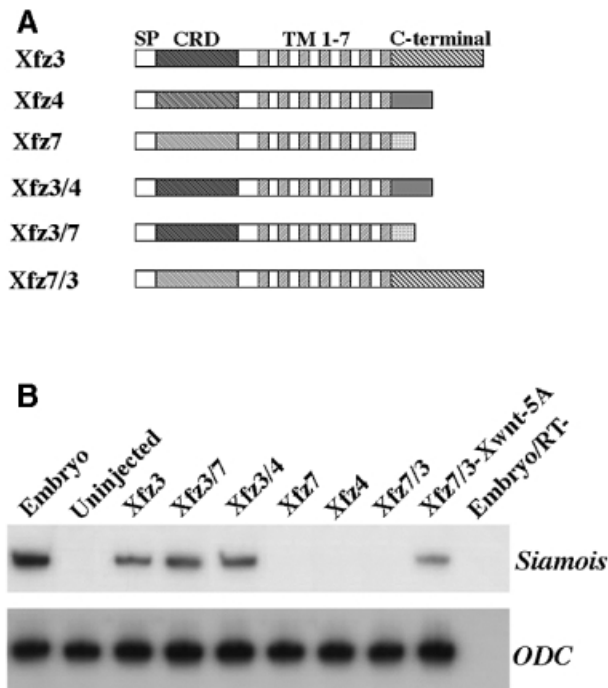 A
SP CRD TM 1-7 C-terminal
Xfz3
Xfz4
Xfz7
Xfz3/4
Xfz3/7
Xfz7/3
B
Embryo
Uninjected
Xfz3
Xfz3/7
Xfz3/4
Xfz7
Xfz4
Xfz7/3
Xfz7/3-Xwnt-5A
Embryo/RT-
Siamois
ODC